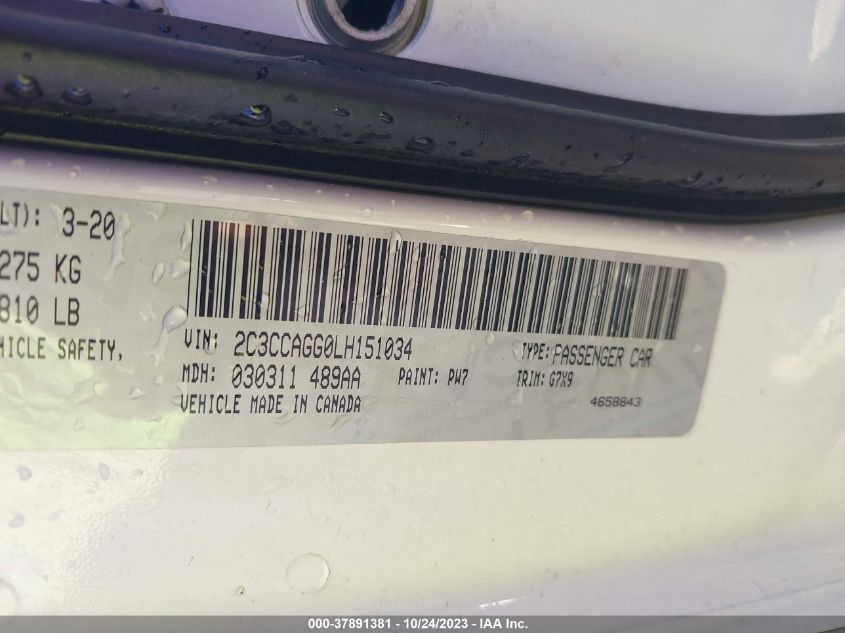 LT): 3-20
275 KG
810 LB
HICLE SAFETY,
VIN: 2C3CCAGG0LH151034
TYPE: PASSENGER CAR
MDH: 030311 489AA PAINT: PW7 TRIM: G7X9
VEHICLE MADE IN CANADA
4658843
000-37891381 | 10/24/2023 - IAA Inc.